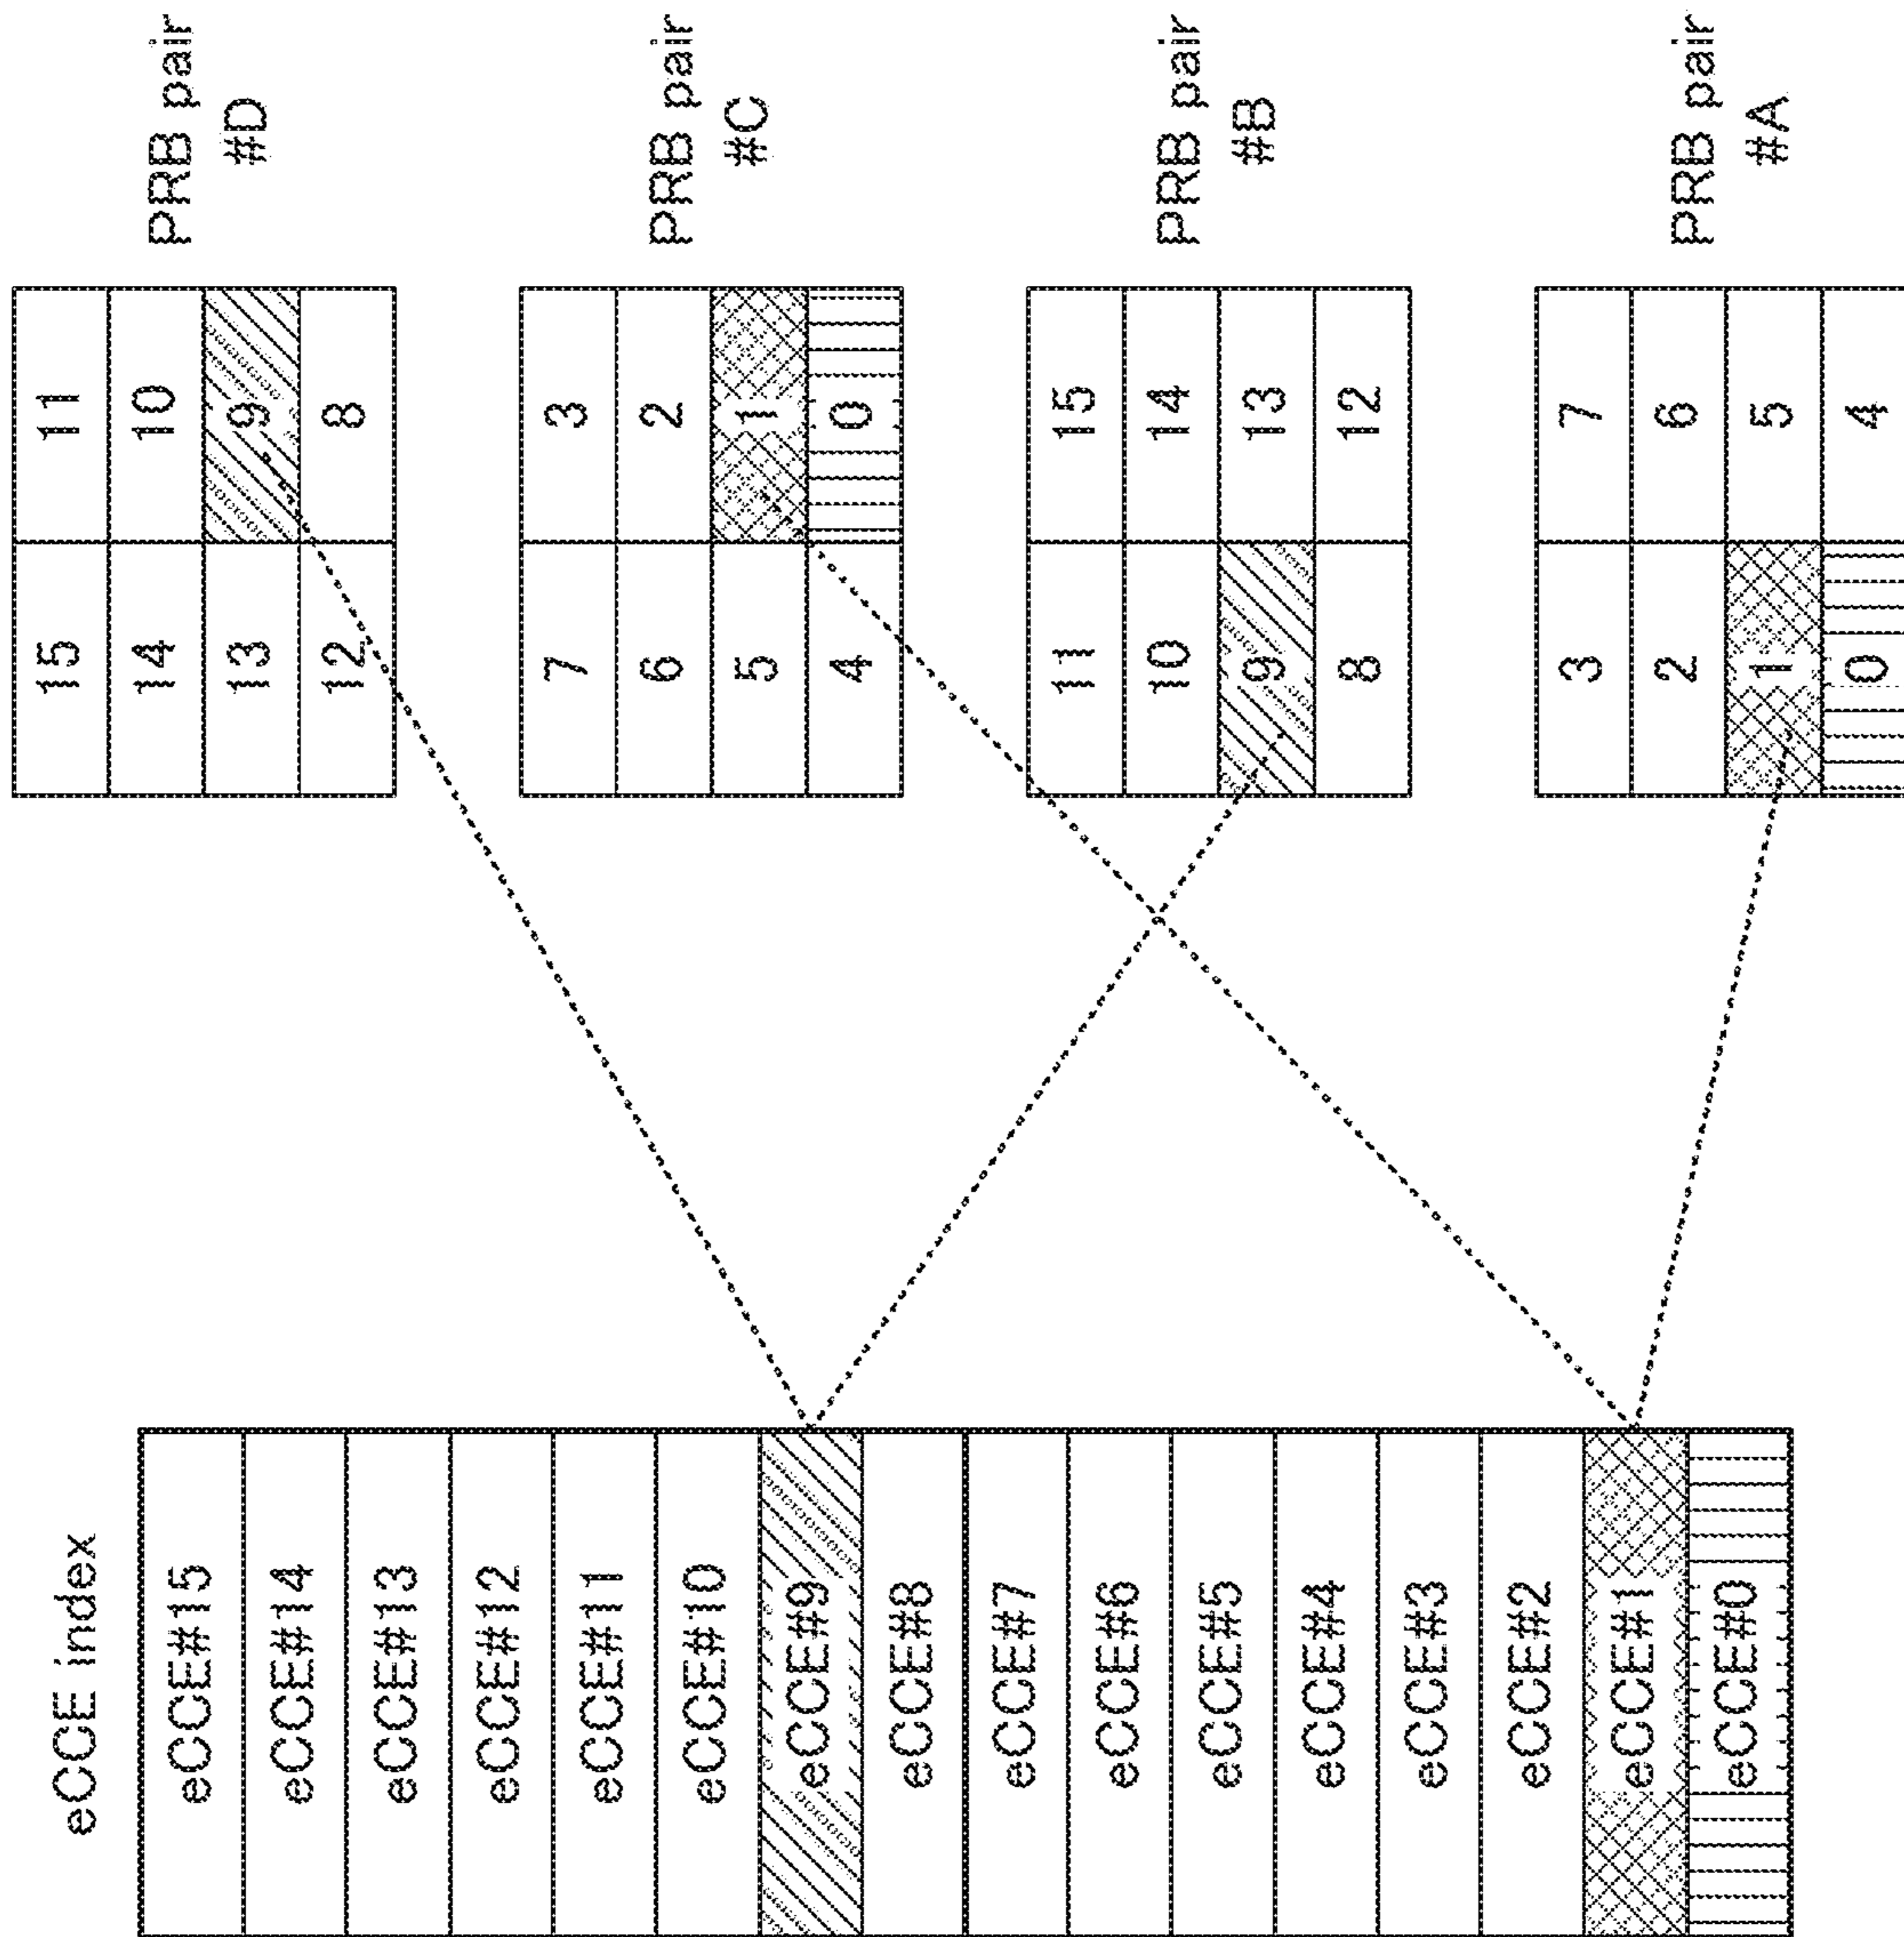 eCCE index
eCCE#15
eCCE#14
eCCE#13
eCCE#12
eCCE#11
eCCE#10
eCCE#9
eCCE#8
eCCE#7
eCCE#6
eCCE#5
eCCE#4
eCCE#3
eCCE#2
eCCE#1
eCCE#0
15 11
14 10
13 9
12 8
PRB pair
#D
7 3
6 2
5 1
4 0
PRB pair
#C
11 15
10 14
9 13
8 12
PRB pair
#B
3 7
2 6
1 5
0 4
PRB pair
#A